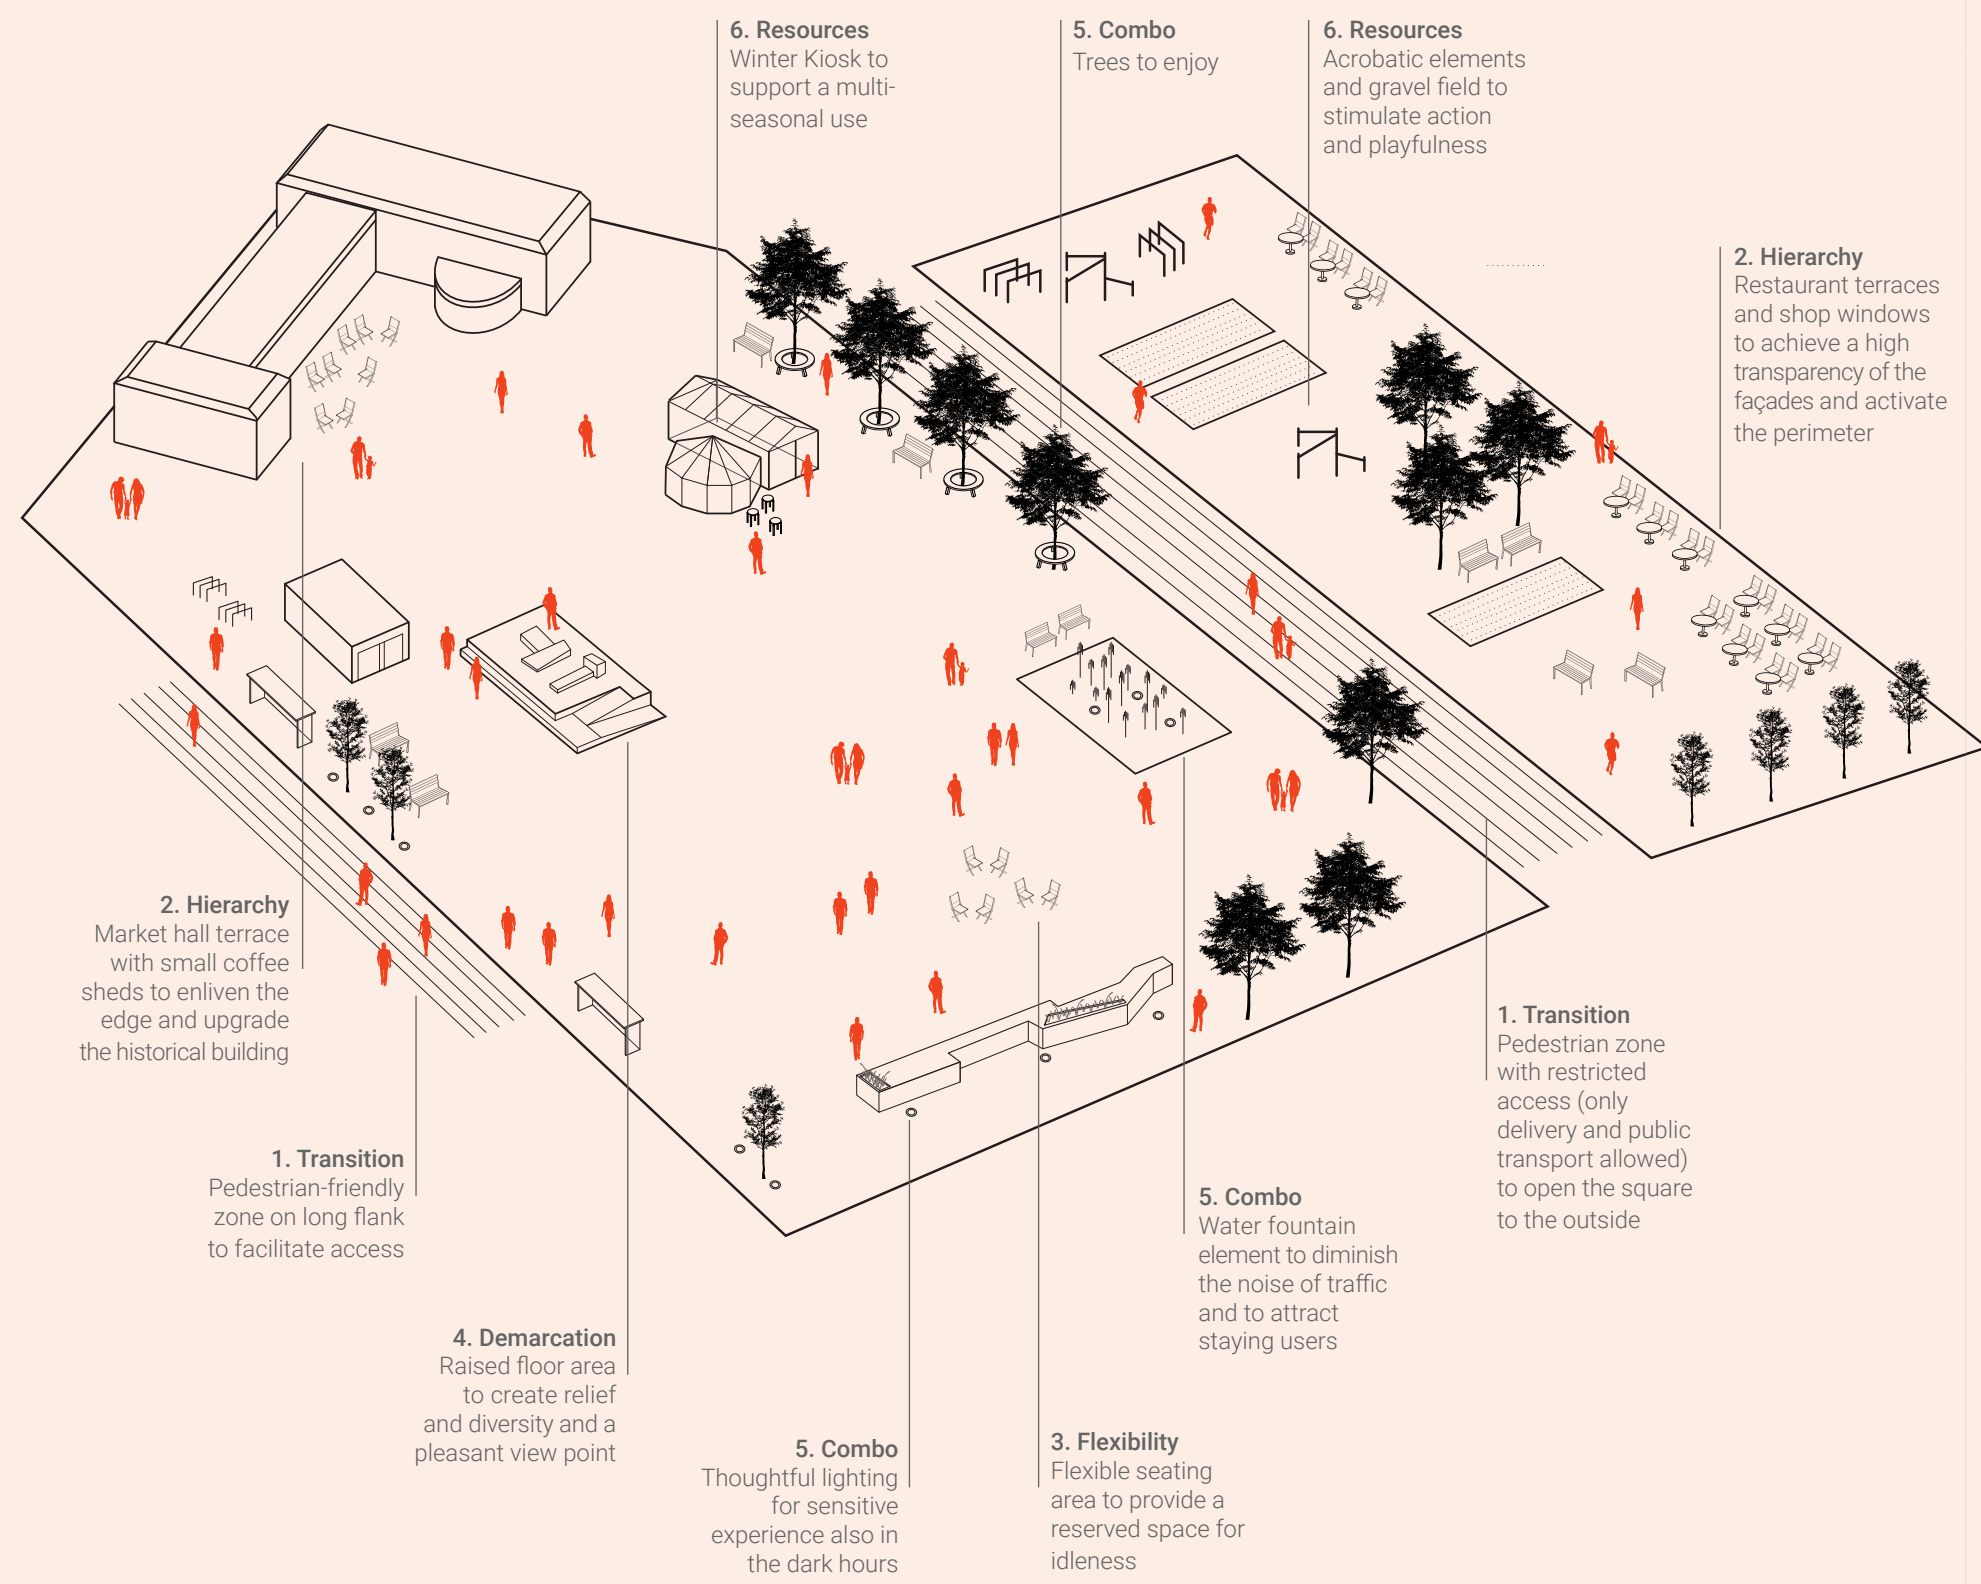 6. Resources
Winter Kiosk to
support a multi-
seasonal use
5. Combo
Trees to enjoy
6. Resources
Acrobatic elements
and gravel field to
stimulate action
and playfulness
2. Hierarchy
Restaurant terraces
and shop windows
to achieve a high
transparency of the
façades and activate
the perimeter
2. Hierarchy
Market hall terrace
with small coffee
sheds to enliven the
edge and upgrade
the historical building
1. Transition
Pedestrian-friendly
zone on long flank
to facilitate access
4. Demarcation
Raised floor area
to create relief
and diversity and a
pleasant view point
5. Combo
Thoughtful lighting
for sensitive
experience also in
the dark hours
3. Flexibility
Flexible seating
area to provide a
reserved space for
idleness
5. Combo
Water fountain
element to diminish
the noise of traffic
and to attract
staying users
1. Transition
Pedestrian zone
with restricted
access (only
delivery and public
transport allowed)
to open the square
to the outside